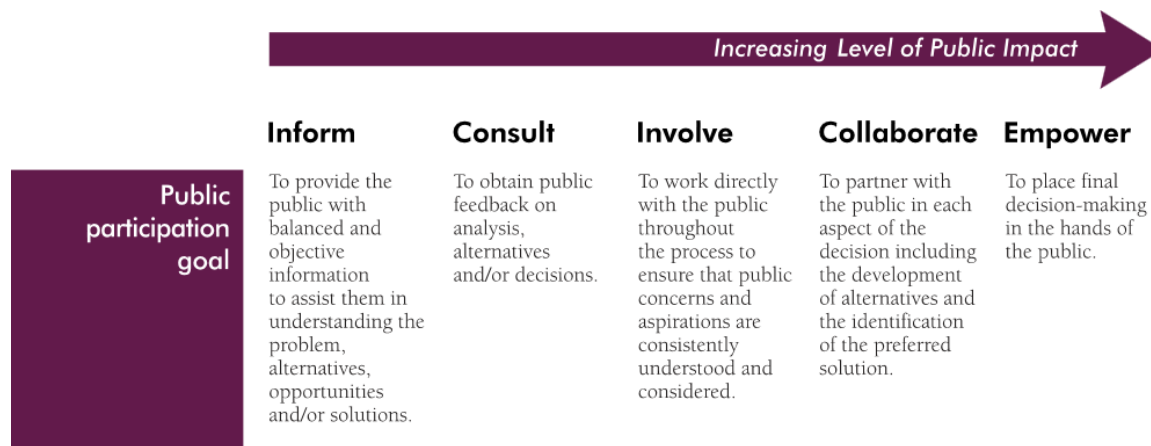 Increasing Level of Public Impact
Inform
Consult
Involve
Collaborate
Empower
Public
participation
goal
To provide the
public with
balanced and
objective
information
to assist them in
understanding the
problem,
alternatives,
opportunities
and/or solutions.
To obtain public
feedback on
analysis,
alternatives
and/or decisions.
To work directly
with the public
throughout
the process to
ensure that public
concerns and
aspirations are
consistently
understood and
considered.
To partner with
the public in each
aspect of the
decision including
the development
of alternatives and
the identification
of the preferred
solution.
To place final
decision-making
in the hands of
the public.